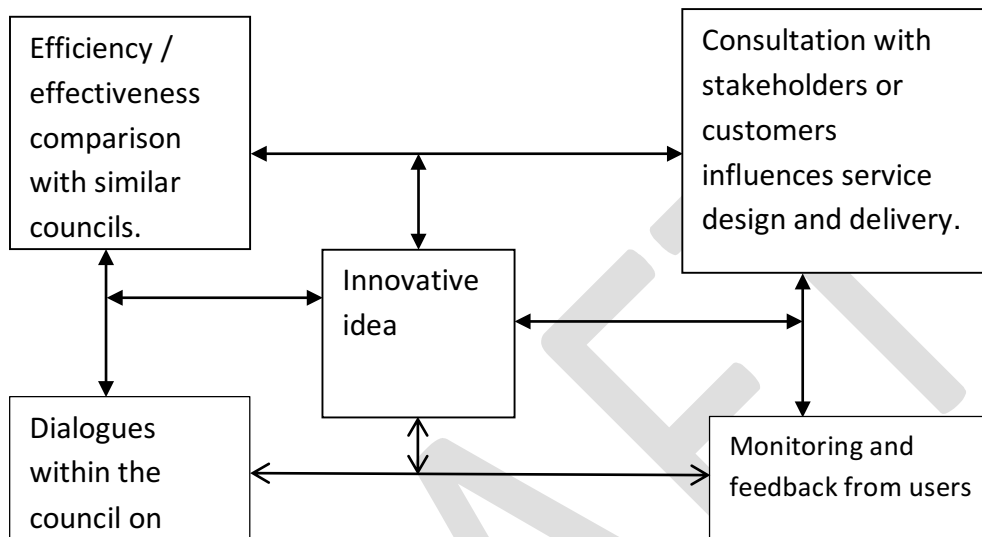 Efficiency /
effectiveness
comparison
with similar
councils.
Consultation with
stakeholders or
customers
influences service
design and delivery.
Innovative
idea
Dialogues
within the
council on
Monitoring and
feedback from users